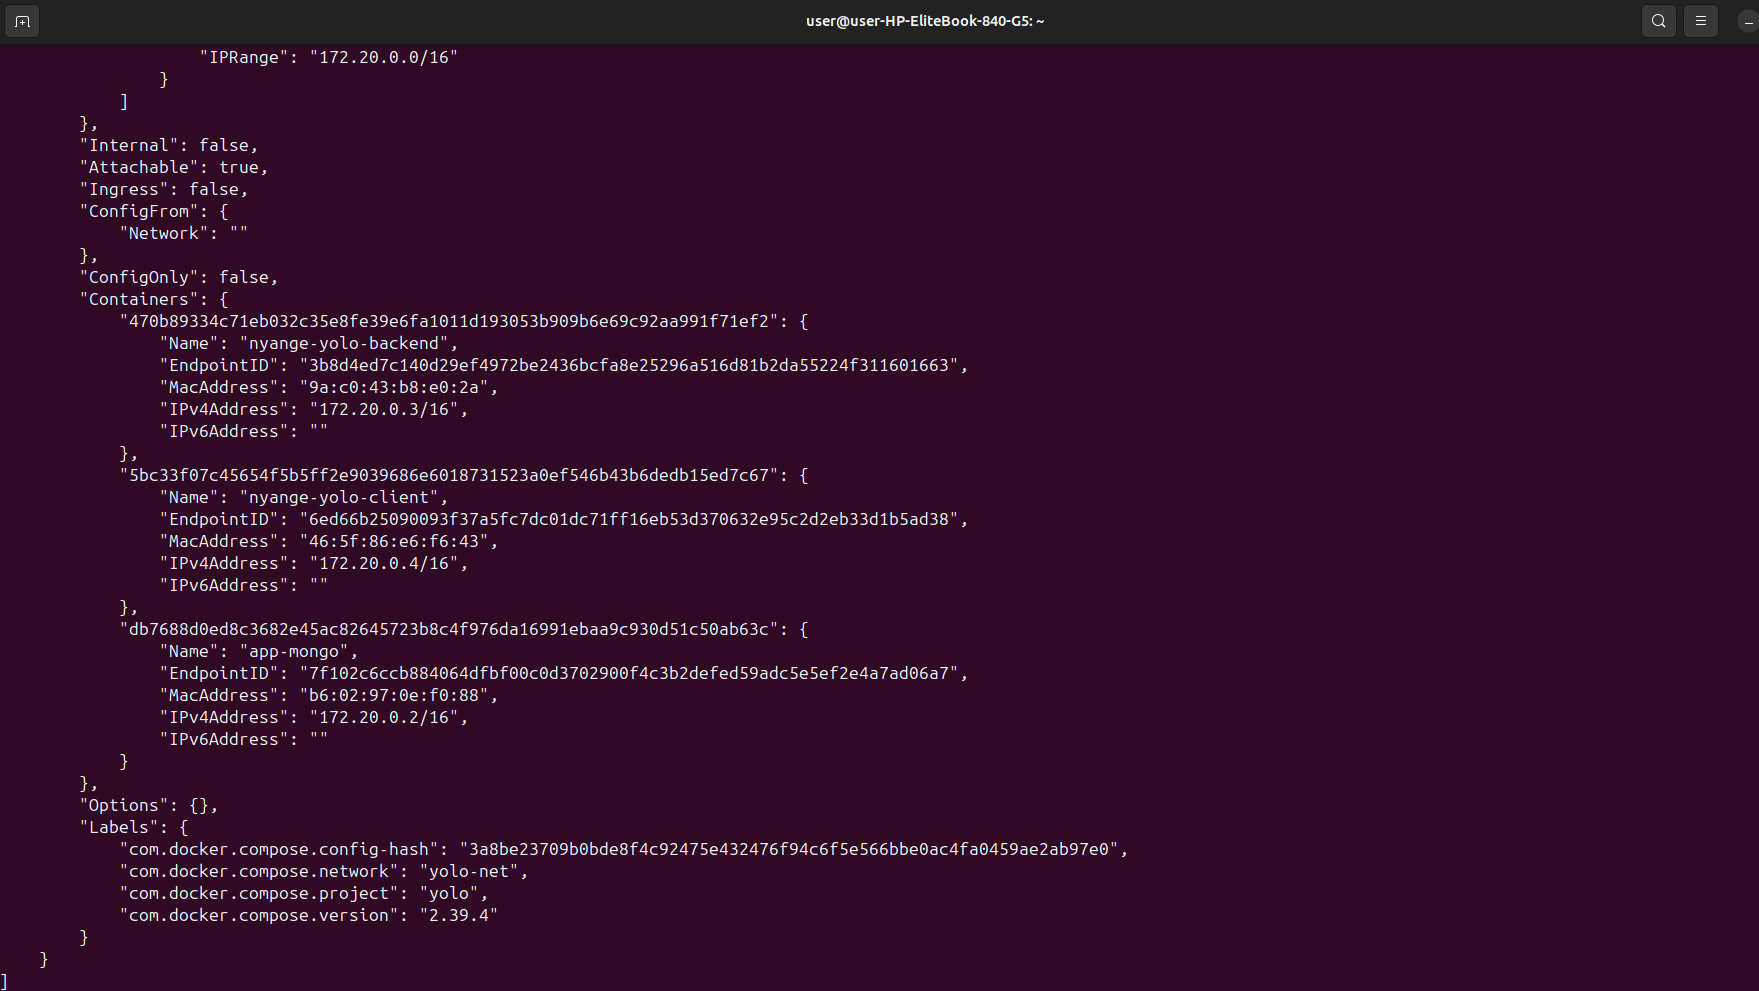 user@user-HP-EliteBook-840-G5: ~
"IPRange": "172.20.0.0/16"
}
]
},
"Internal": false,
"Attachable": true,
"Ingress": false,
"ConfigFrom": {
"Network": ""
},
"ConfigOnly": false,
"Containers": {
"470b89334c71eb032c35e8fe39e6fa1011d193053b909b6e69c92aa991f71ef2": {
"Name": "nyange-yolo-backend",
"EndpointID": "3b8d4ed7c140d29ef4972be2436bcfa8e25296a516d81b2da55224f311601663",
"MacAddress": "9a:c0:43:b8:e0:2a",
"IPv4Address": "172.20.0.3/16",
"IPv6Address": ""
},
"5bc33f07c45654f5b5ff2e9039686e6018731523a0ef546b43b6dedb15ed7c67": {
"Name": "nyange-yolo-client",
"EndpointID": "6ed66b25090093f37a5fc7dc01dc71ff16eb53d370632e95c2d2eb33d1b5ad38",
"MacAddress": "46:5f:86:e6:f6:43",
"IPv4Address": "172.20.0.4/16",
"IPv6Address": ""
},
"db7688d0ed8c3682e45ac82645723b8c4f976da16991ebaa9c930d51c50ab63c": {
"Name": "app-mongo",
"EndpointID": "7f102c6ccb884064dfbf00c0d3702900f4c3b2defed59adc5e5ef2e4a7ad06a7",
"MacAddress": "b6:02:97:0e:f0:88",
"IPv4Address": "172.20.0.2/16",
"IPv6Address": ""
}
},
"Options": {},
"Labels": {
"com.docker.compose.config-hash": "3a8be23709b0bde8f4c92475e432476f94c6f5e566bbe0ac4fa0459ae2ab97e0",
"com.docker.compose.network": "yolo-net",
"com.docker.compose.project": "yolo",
"com.docker.compose.version": "2.39.4"
}
}
]